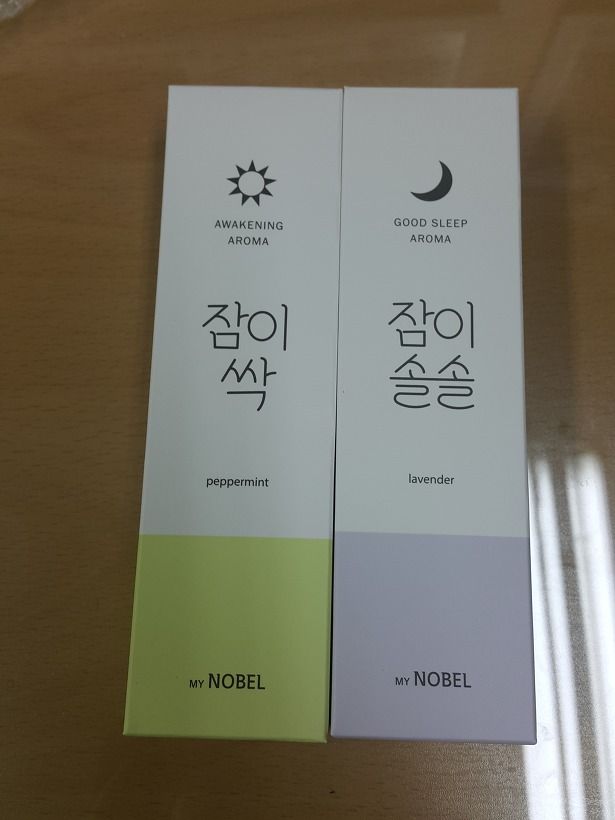 AWAKENING
AROMA
잠이
싹
peppermint
MY NOBEL
GOOD SLEEP
AROMA
잠이
솔솔
lavender
MY NOBEL